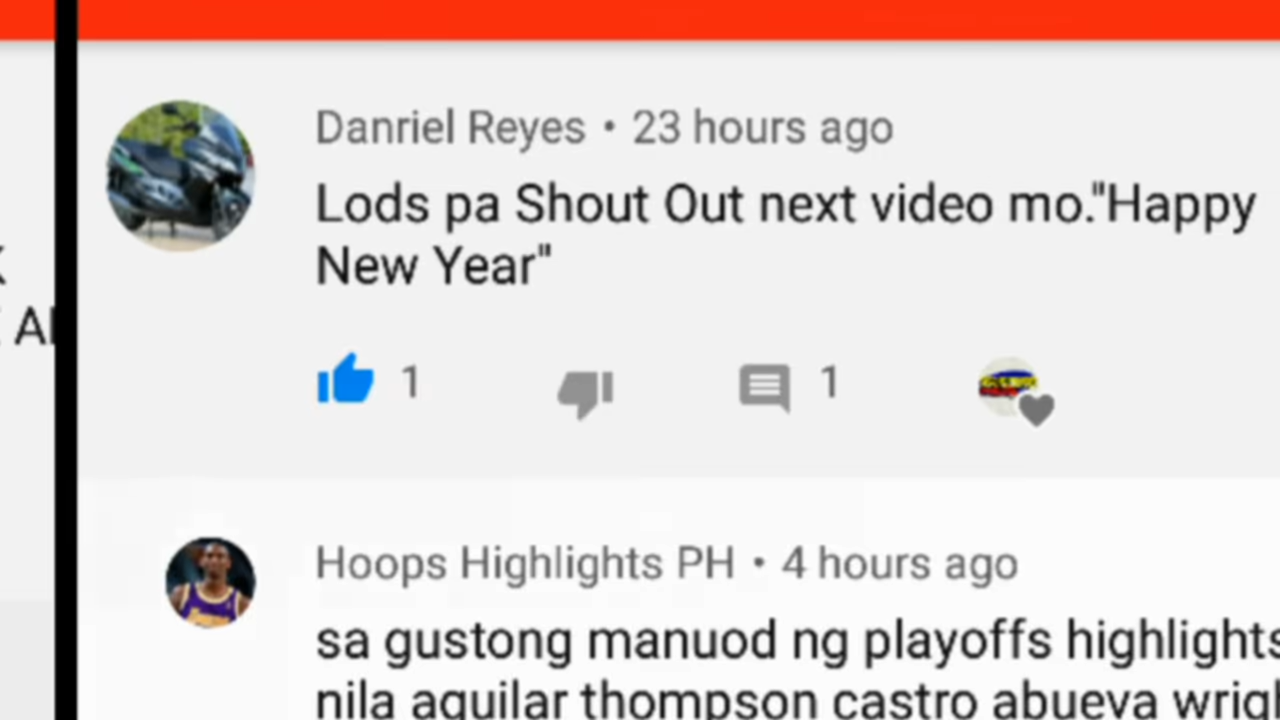 Danriel Reyes • 23 hours ago
Lods pa Shout Out next video mo."Happy
New Year"
1
1
Hoops Highlights PH • 4 hours ago
sa gustong manuod ng playoffs highlights
nila aguilar thompson castro abueva